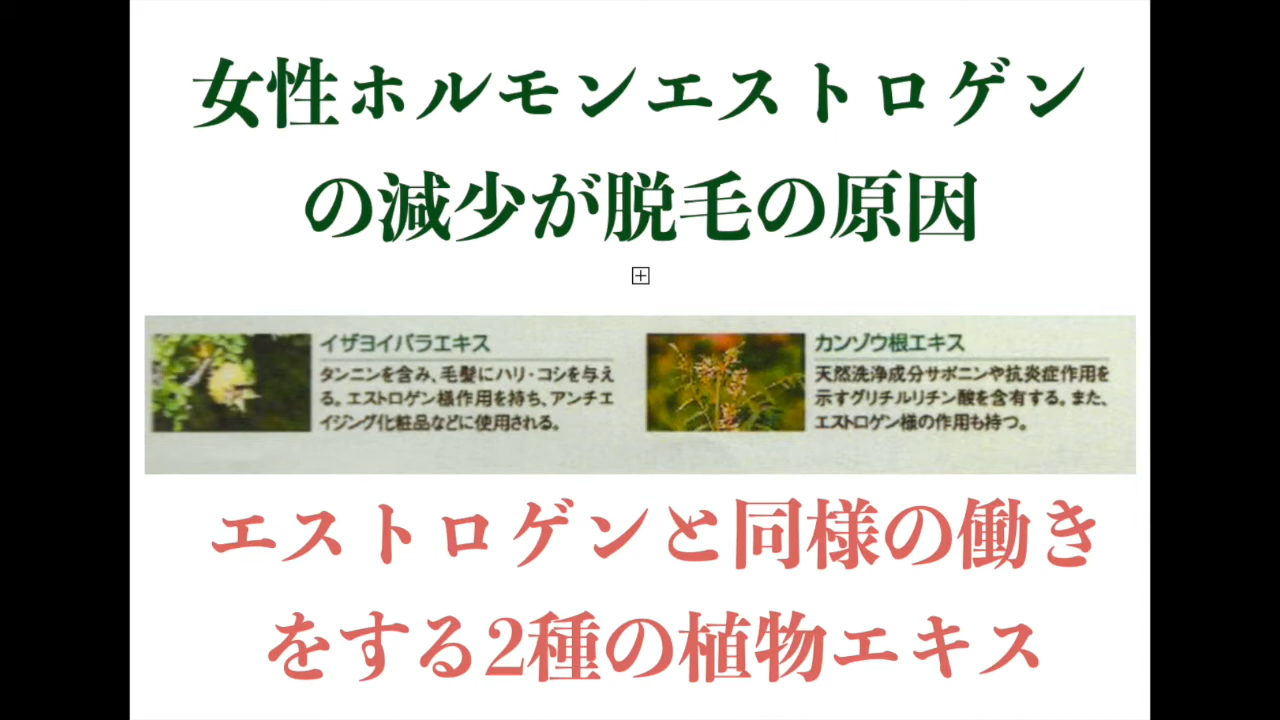 女性ホルモンエストロゲン
の減少が脱毛の原因
イザヨイバラエキス
タンニンを含み、毛髪にハリ・コシを与え
る。エストロゲン様作用を持ち、アンチエ
イジング化粧品などに使用される。
カンゾウ根エキス
天然洗浄成分サポニンや抗炎症作用を
示すグリチルリチン酸を含有する。また、
エストロゲン様の作用も持つ。
エストロゲンと同様の働き
をする2種の植物エキス